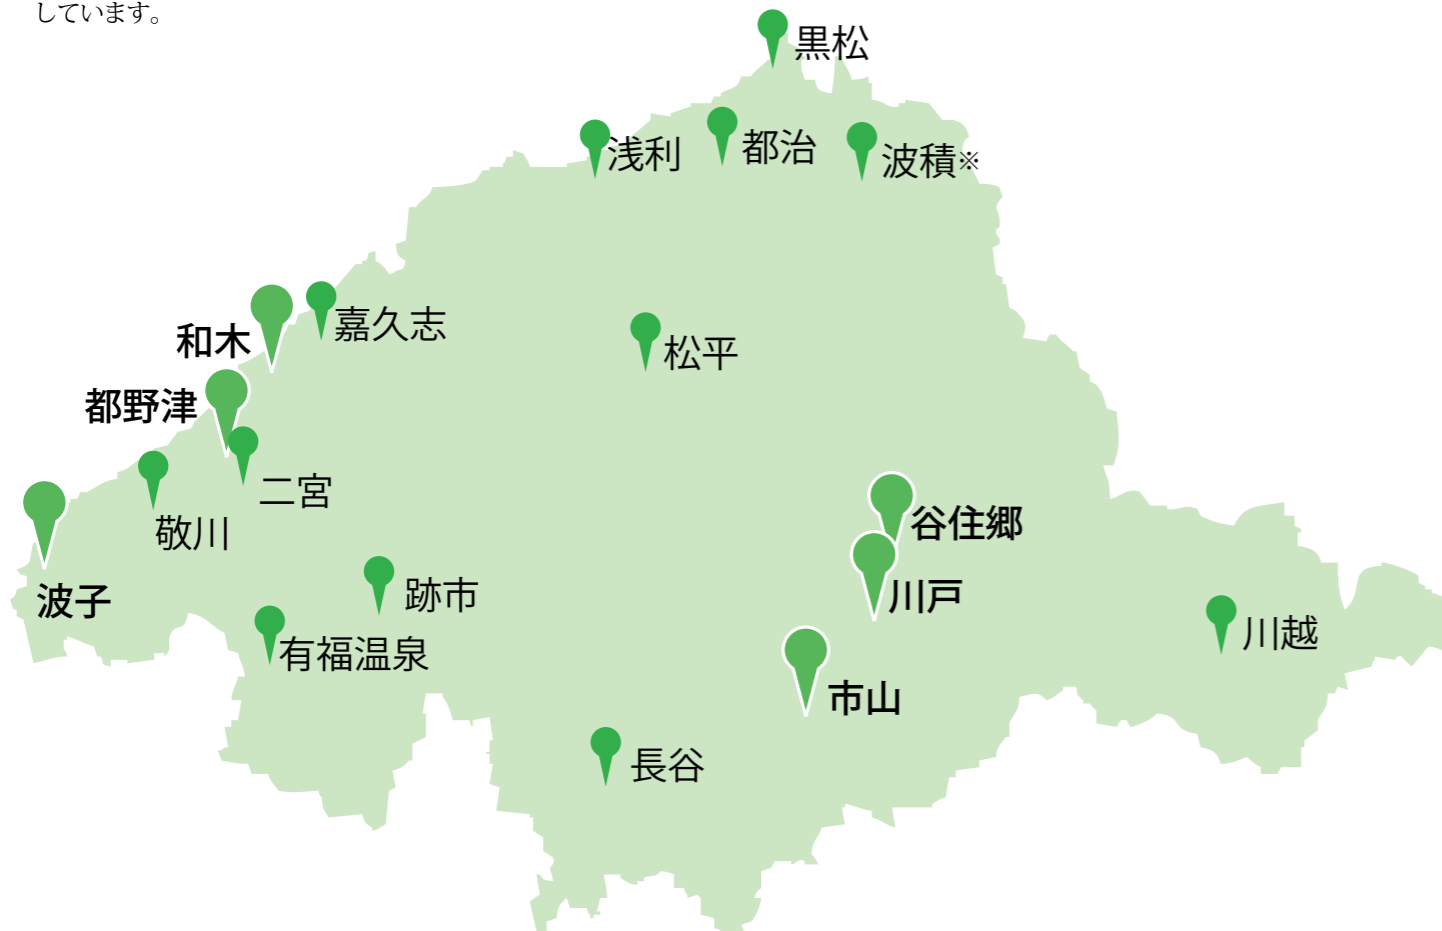 しています。
黒松
浅利
都治
波積※
和木
嘉久志
松平
都野津
二宮
敬川
谷住郷
川戸
波子
跡市
有福温泉
川越
市山
長谷